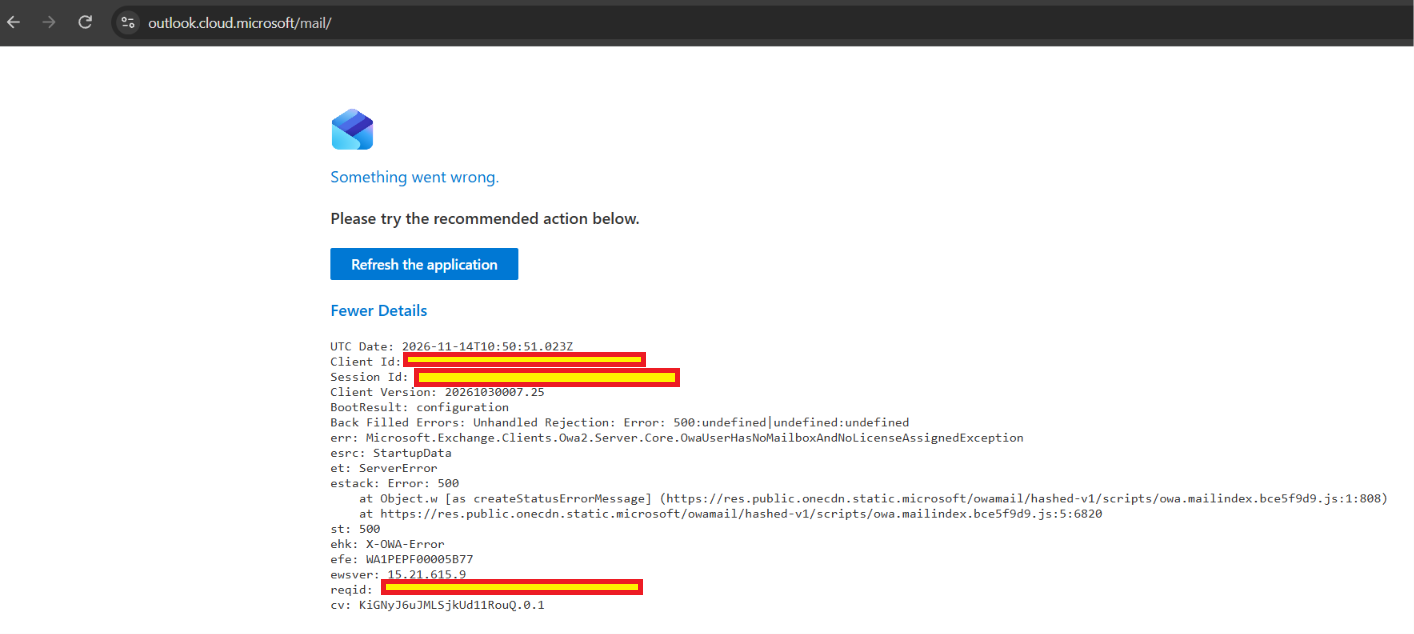 outlook.cloud.microsoft/mail/
Something went wrong.
Please try the recommended action below.
Refresh the application
Fewer Details
UTC Date: 2026-11-14T10:50:51.023Z
Client Id:
Session Id:
Client Version: 20261030007.25
BootResult: configuration
Back Filled Errors: Unhandled Rejection: Error: 500:undefined|undefined:undefined
err: Microsoft.Exchange.Clients.Owa2.Server.Core.OwaUserHasNoMailboxAndNoLicenseAssignedException
esrc: StartupData
et: ServerError
estack: Error: 500
at Object.w [as createStatusErrorMessage] (https://res.public.onecdn.static.microsoft/owamail/hashed-v1/scripts/owa.mailindex.bce5f9d9.js:1:808)
at https://res.public.onecdn.static.microsoft/owamail/hashed-v1/scripts/owa.mailindex.bce5f9d9.js:5:6820
st: 500
ehk: X-OWA-Error
efe: WA1PEPF00005B77
ewsver: 15.21.615.9
reqid:
cv: KiGNyJ6uJMLSjkUd11RouQ.0.1